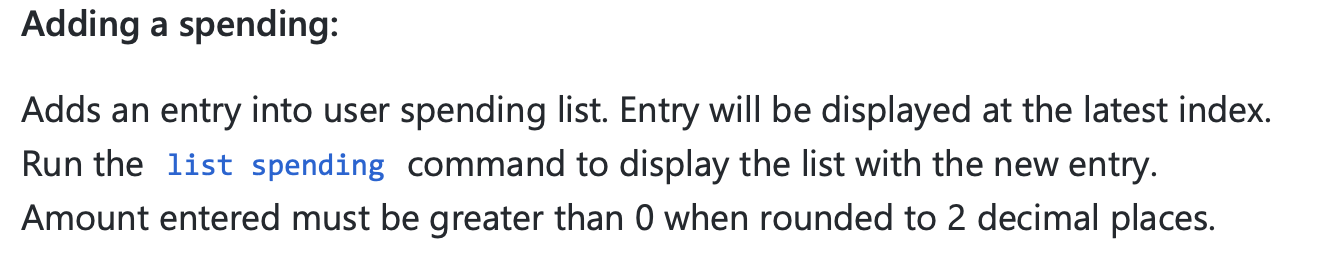 Adding a spending:
Adds an entry into user spending list. Entry will be displayed at the latest index.
Run the list spending command to display the list with the new entry.
Amount entered must be greater than 0 when rounded to 2 decimal places.